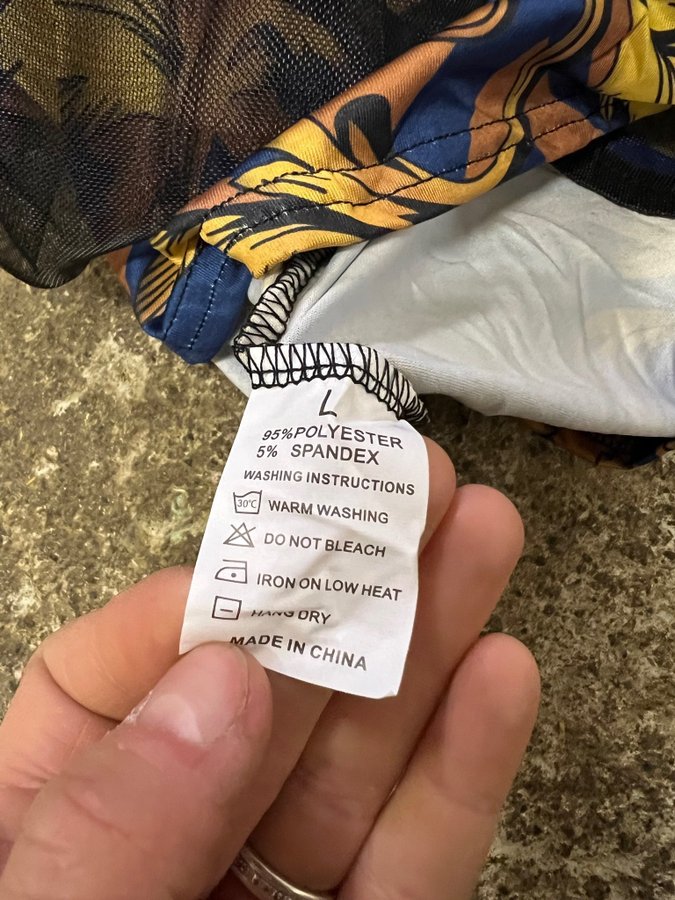 L
95%POLYESTER
5% SPANDEX
WASHING INSTRUCTIONS
30°C WARM WASHING
DO NOT BLEACH
IRON ON LOW HEAT
HANG DRY
MADE IN CHINA